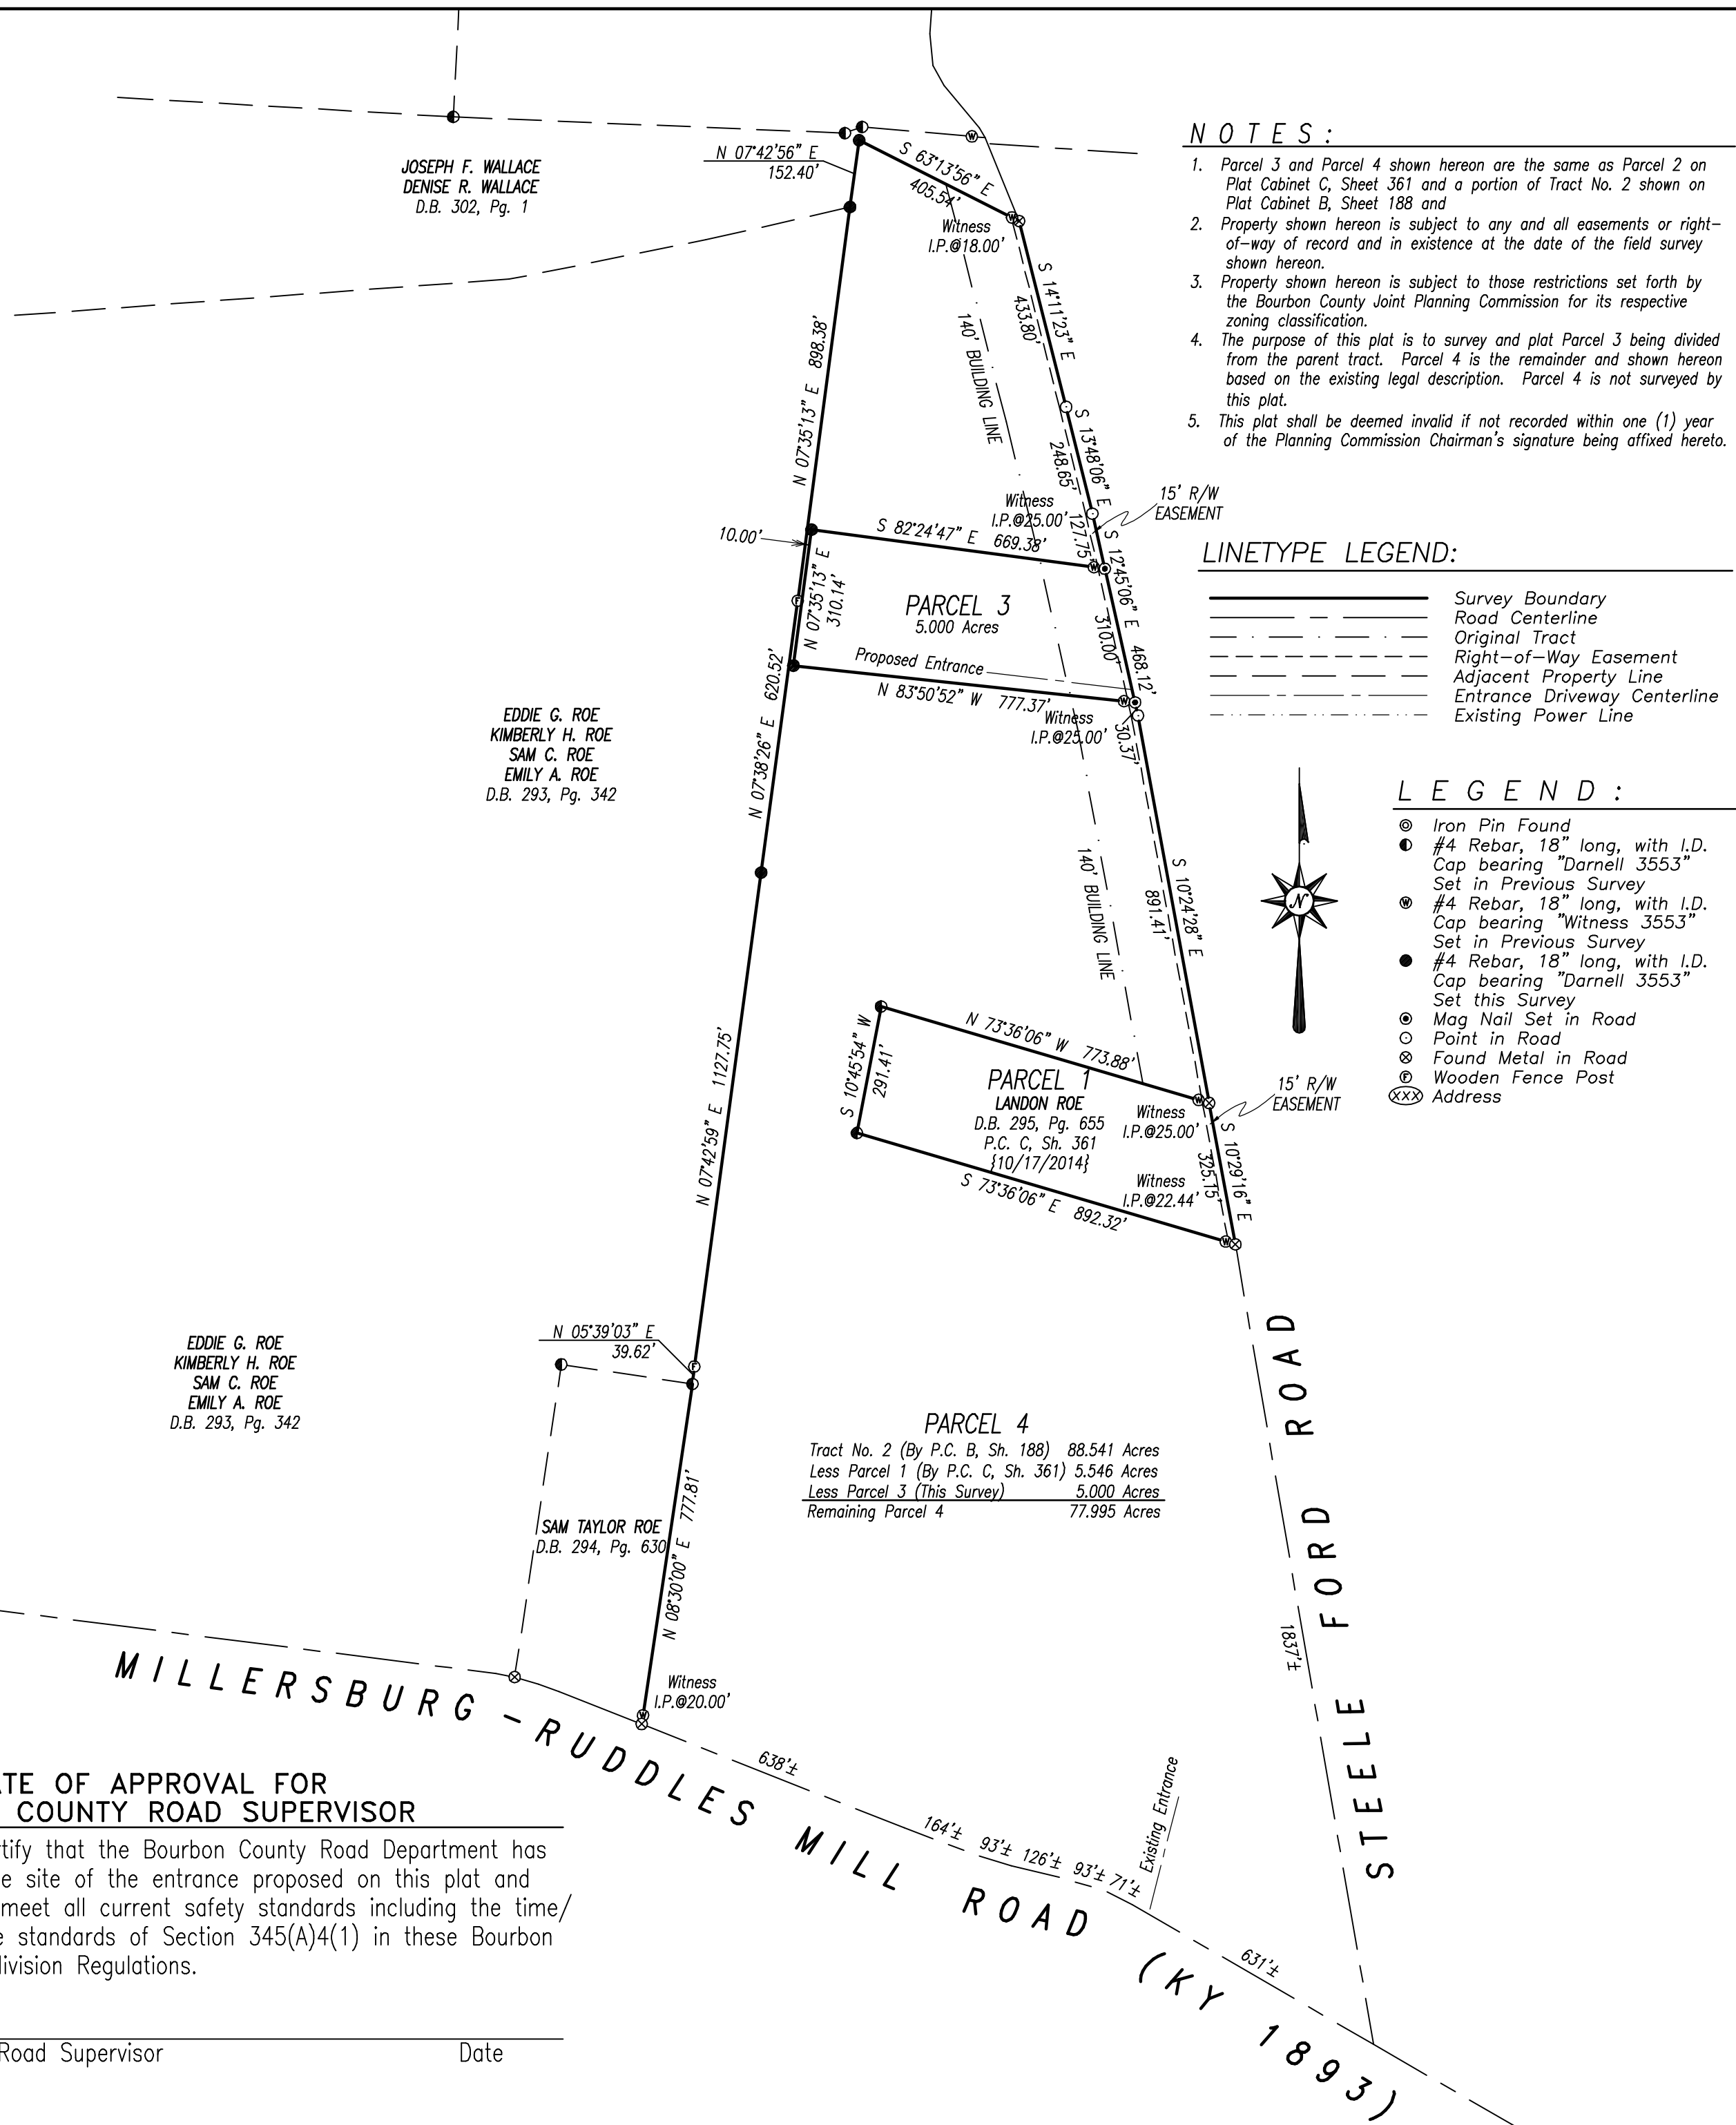 N O T E S :
1. Parcel 3 and Parcel 4 shown hereon are the same as Parcel 2 on
Plat Cabinet C, Sheet 361 and a portion of Tract No. 2 shown on
Plat Cabinet B, Sheet 188 and
2. Property shown hereon is subject to any and all easements or right-
of-way of record and in existence at the date of the field survey
shown hereon.
3. Property shown hereon is subject to those restrictions set forth by
the Bourbon County Joint Planning Commission for its respective
zoning classification.
4. The purpose of this plat is to survey and plat Parcel 3 being divided
from the parent tract. Parcel 4 is the remainder and shown hereon
based on the existing legal description. Parcel 4 is not surveyed by
this plat.
5. This plat shall be deemed invalid if not recorded within one (1) year
of the Planning Commission Chairman's signature being affixed hereto.
LINETYPE LEGEND:
Survey Boundary
Road Centerline
Original Tract
Right-of-Way Easement
Adjacent Property Line
Entrance Driveway Centerline
Existing Power Line
L E G E N D :
Iron Pin Found
#4 Rebar, 18" long, with I.D.
Cap bearing "Darnell 3553"
Set in Previous Survey
W #4 Rebar, 18" long, with I.D.
Cap bearing "Witness 3553"
Set in Previous Survey
#4 Rebar, 18" long, with I.D.
Cap bearing "Darnell 3553"
Set this Survey
Mag Nail Set in Road
Point in Road
Found Metal in Road
F Wooden Fence Post
XXX Address
N
JOSEPH F. WALLACE
DENISE R. WALLACE
D.B. 302, Pg. 1
N 07°42'56" E
152.40'
W
S 63°13'56" E
405.54'
W
Witness
I.P.@18.00'
S 14°11'23" E
433.80'
140' BUILDING LINE
N 07°35'13" E 898.38'
S 13°48'06" E
248.65'
15' R/W
EASEMENT
Witness
I.P.@25.00'
127.75'
S 12°45'06" E 468.12'
10.00'
S 82°24'47" E 669.38'
W
N 07°35'13" E
310.14'
F
PARCEL 3
5.000 Acres
310.00'
Proposed Entrance
N 83°50'52" W 777.37'
W
Witness
I.P.@25.00'
30.37'
N 07°38'26" E 620.52'
EDDIE G. ROE
KIMBERLY H. ROE
SAM C. ROE
EMILY A. ROE
D.B. 293, Pg. 342
140' BUILDING LINE
S 10°24'28" E
891.41'
N 73°36'06" W 773.88'
W
S 10°45'54" W
291.41'
PARCEL 1
LANDON ROE
D.B. 295, Pg. 655
P.C. C, Sh. 361
{10/17/2014}
Witness
I.P.@25.00'
15' R/W
EASEMENT
S 10°29'16" E
325.15'
Witness
I.P.@22.44'
S 73°36'06" E 892.32'
W
N 07°42'59" E 1127.75'
N 05°39'03" E
39.62'
F
EDDIE G. ROE
KIMBERLY H. ROE
SAM C. ROE
EMILY A. ROE
D.B. 293, Pg. 342
PARCEL 4
Tract No. 2 (By P.C. B, Sh. 188) 88.541 Acres
Less Parcel 1 (By P.C. C, Sh. 361) 5.546 Acres
Less Parcel 3 (This Survey) 5.000 Acres
Remaining Parcel 4 77.995 Acres
SAM TAYLOR ROE
D.B. 294, Pg. 630
N 08°30'00" E 777.81'
Witness
I.P.@20.00'
W
STEELE FORD ROAD
1837'±
MILLERSBURG-RUDDLES MILL ROAD (KY 1893)
638'±
164'±
93'±
126'±
93'±
71'±
Existing Entrance
631'±
ATE OF APPROVAL FOR
COUNTY ROAD SUPERVISOR
rtify that the Bourbon County Road Department has
e site of the entrance proposed on this plat and
meet all current safety standards including the time/
e standards of Section 345(A)4(1) in these Bourbon
division Regulations.
Road Supervisor Date